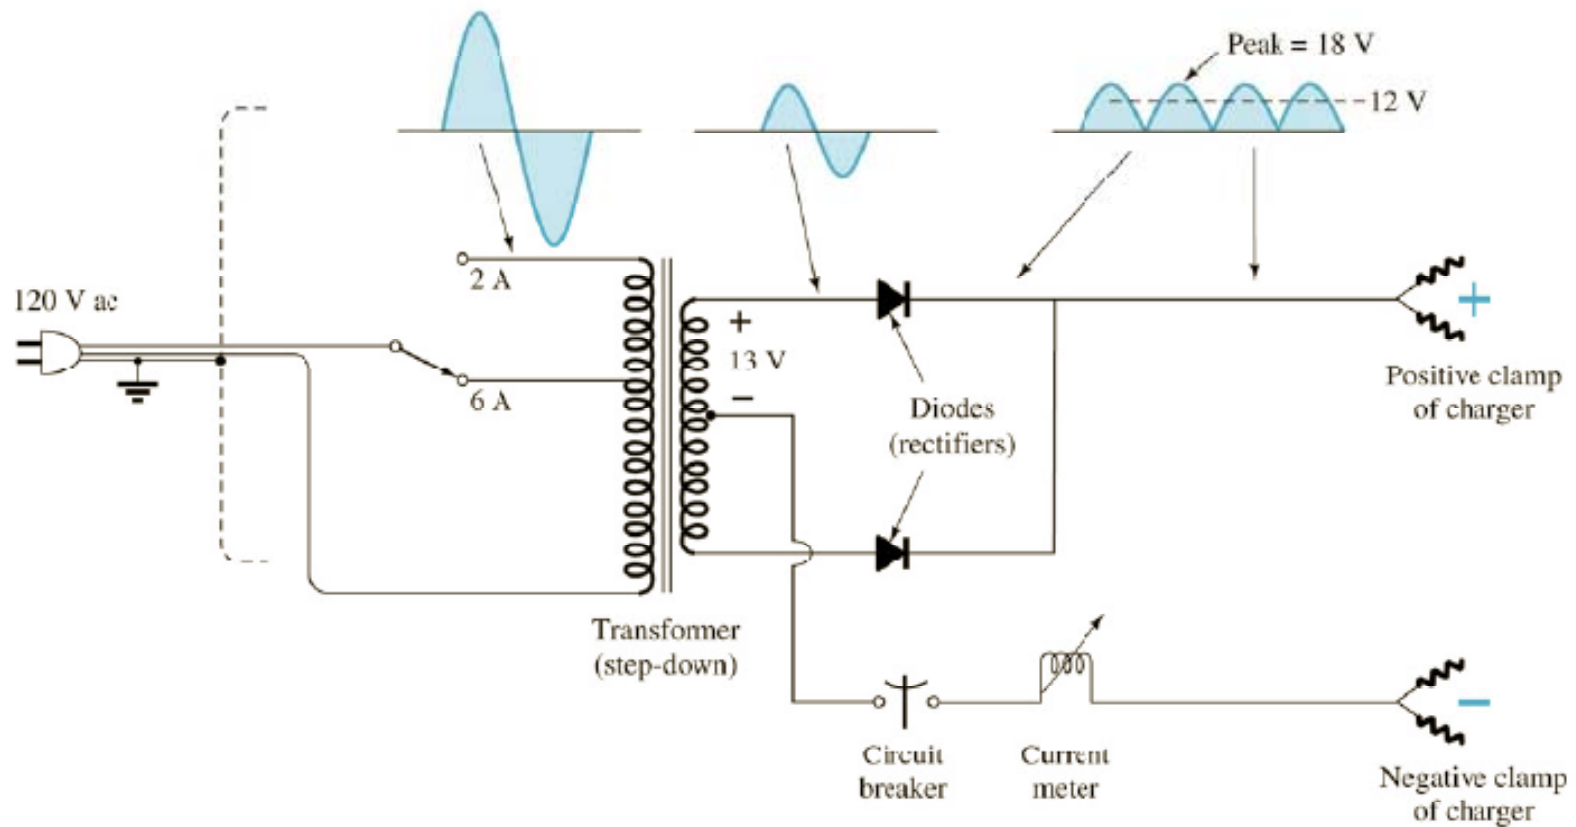 Peak = 18 V
12 V
120 V ac
2 A
6 A
+
13 V
−
Diodes
(rectifiers)
+
Positive clamp
of charger
Transformer
(step-down)
Circuit
breaker
Current
meter
−
Negative clamp
of charger